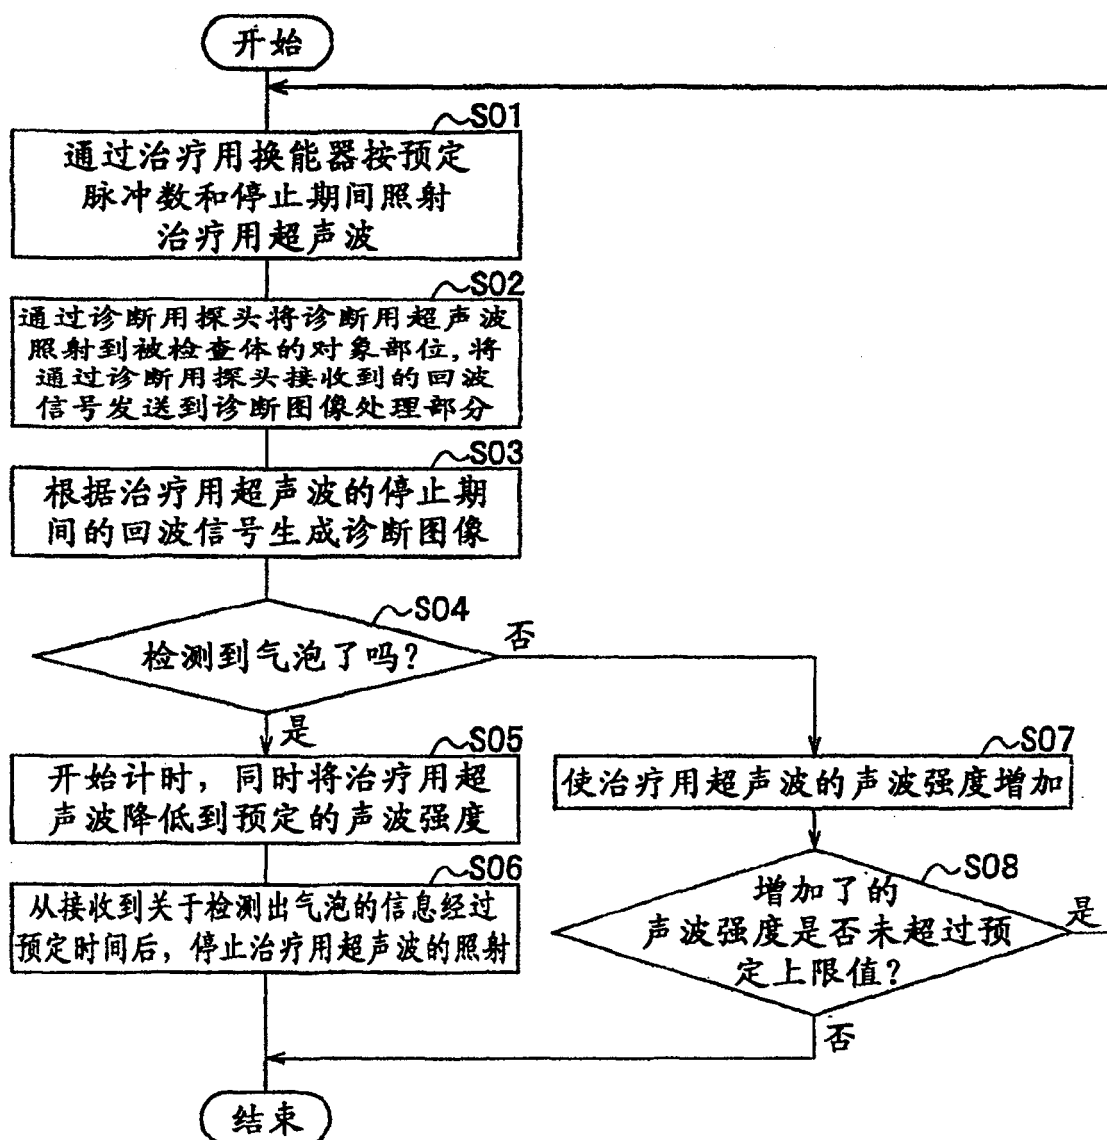 开始
S01
通过治疗用换能器按预定
脉冲数和停止期间照射
治疗用超声波
S02
通过诊断用探头将诊断用超声波
照射到被检查体的对象部位,将
通过诊断用探头接收到的回波
信号发送到诊断图像处理部分
S03
根据治疗用超声波的停止期
间的回波信号生成诊断图像
S04
检测到气泡了吗?
否
是
S05
开始计时，同时将治疗用超
声波降低到预定的声波强度
S06
从接收到关于检测出气泡的信息经过
预定时间后，停止治疗用超声波的照射
S07
使治疗用超声波的声波强度增加
S08
增加了的
声波强度是否未超过预
定上限值?
是
否
结束